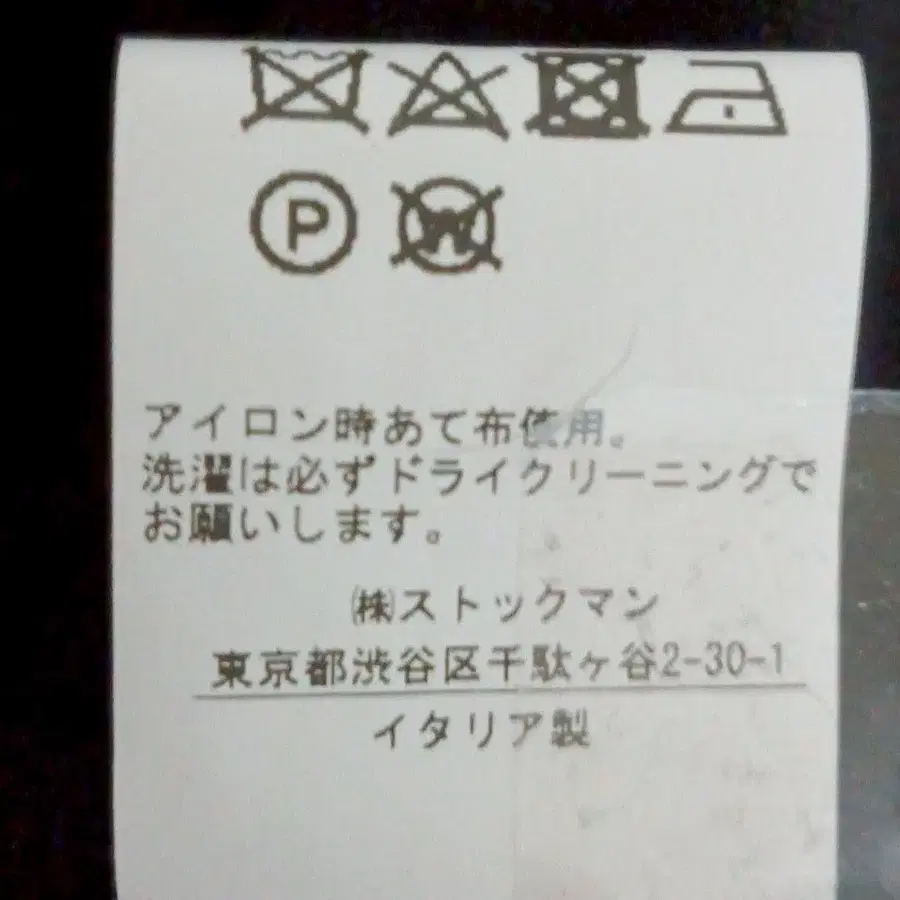 P W
アイロン時あて布使用。
洗濯は必ずドライクリーニングで
お願いします。
㈱ストックマン
東京都渋谷区千駄ヶ谷2-30-1
イタリア製